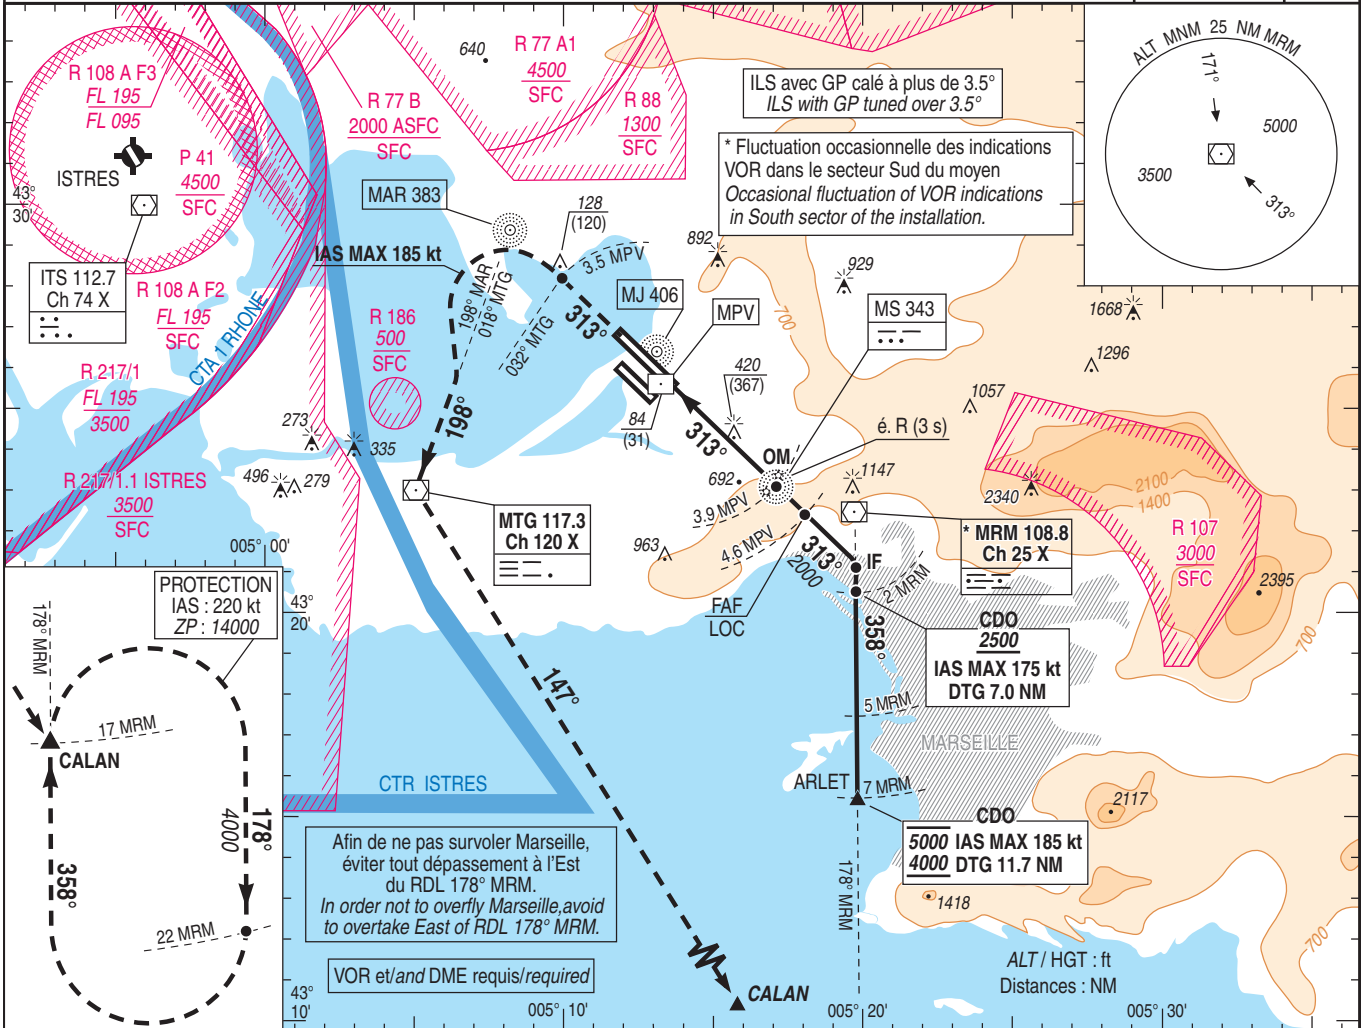 R 108 A F3
FL 195
FL 095
ISTRES
P 41
4500
SFC
43°
30'
ITS 112.7
Ch 74 X
R 108 A F2
FL 195
SFC
CTA 1 RHONE
R 217/1
FL 195
3500
R 217/1.1 ISTRES
3500
SFC
005° 00'
640
R 77 A1
4500
SFC
R 77 B
2000 ASFC
SFC
R 88
1300
SFC
MAR 383
IAS MAX 185 kt
128
(120)
3.5 MPV
198° MAR
018° MTG
032° MTG
313°
MJ 406
MPV
R 186
500
SFC
198°
84
(31)
420
(367)
313°
273
335
496
279
MTG 117.3
Ch 120 X
ILS avec GP calé à plus de 3.5°
ILS with GP tuned over 3.5°
* Fluctuation occasionnelle des indications
VOR dans le secteur Sud du moyen
Occasional fluctuation of VOR indications
in South sector of the installation.
ALT MNM 25 NM MRM
171°
5000
3500
313°
892
929
700
MS 343
1668
1296
1057
é. R (3 s)
OM
692
1147
3.9 MPV
4.6 MPV
963
313°
2000
IF
2 MRM
* MRM 108.8
Ch 25 X
2340
2100
1400
R 107
3000
SFC
2395
700
FAF
LOC
358°
CDO
2500
IAS MAX 175 kt
DTG 7.0 NM
5 MRM
MARSEILLE
ARLET
7 MRM
CDO
5000 IAS MAX 185 kt
4000 DTG 11.7 NM
2117
1418
178° MRM
700
43°
20'
PROTECTION
IAS : 220 kt
ZP : 14000
178° MRM
17 MRM
CALAN
178°
4000
358°
22 MRM
147°
CTR ISTRES
Afin de ne pas survoler Marseille,
éviter tout dépassement à l'Est
du RDL 178° MRM.
In order not to overfly Marseille,avoid
to overtake East of RDL 178° MRM.
VOR et/and DME requis/required
CALAN
ALT / HGT : ft
Distances : NM
43°
10'
005° 10'
005° 20'
005° 30'